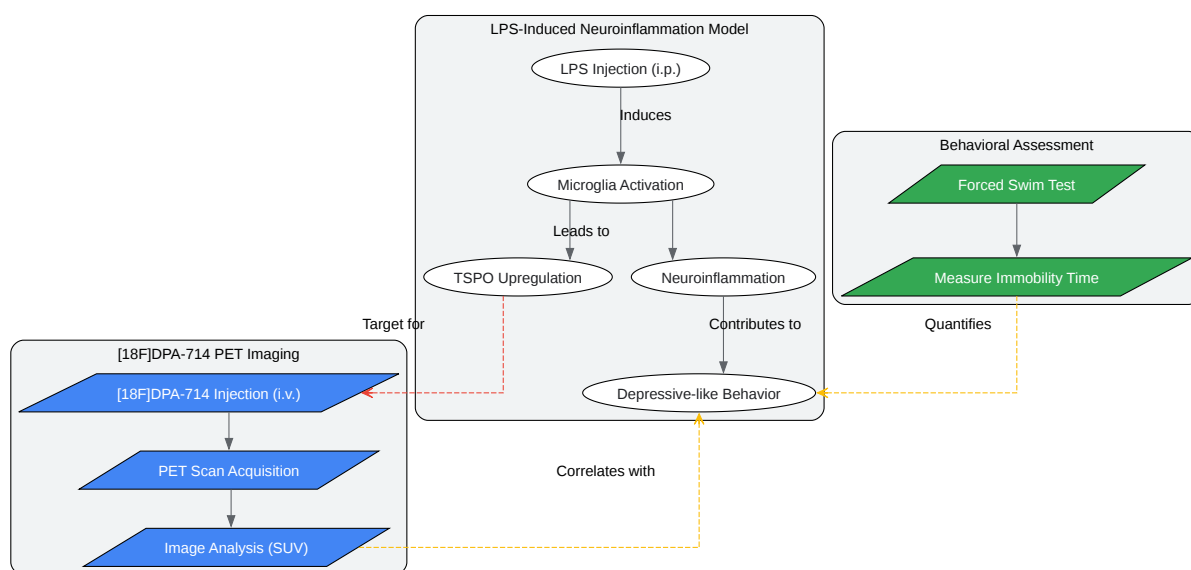 LPS-Induced Neuroinflammation Model
LPS Injection (i.p.)
Induces
Microglia Activation
Leads to
TSPO Upregulation
Neuroinflammation
Contributes to
Depressive-like Behavior
Behavioral Assessment
Forced Swim Test
Measure Immobility Time
Quantifies
Target for
[18F]DPA-714 PET Imaging
[18F]DPA-714 Injection (i.v.)
PET Scan Acquisition
Image Analysis (SUV)
Correlates with